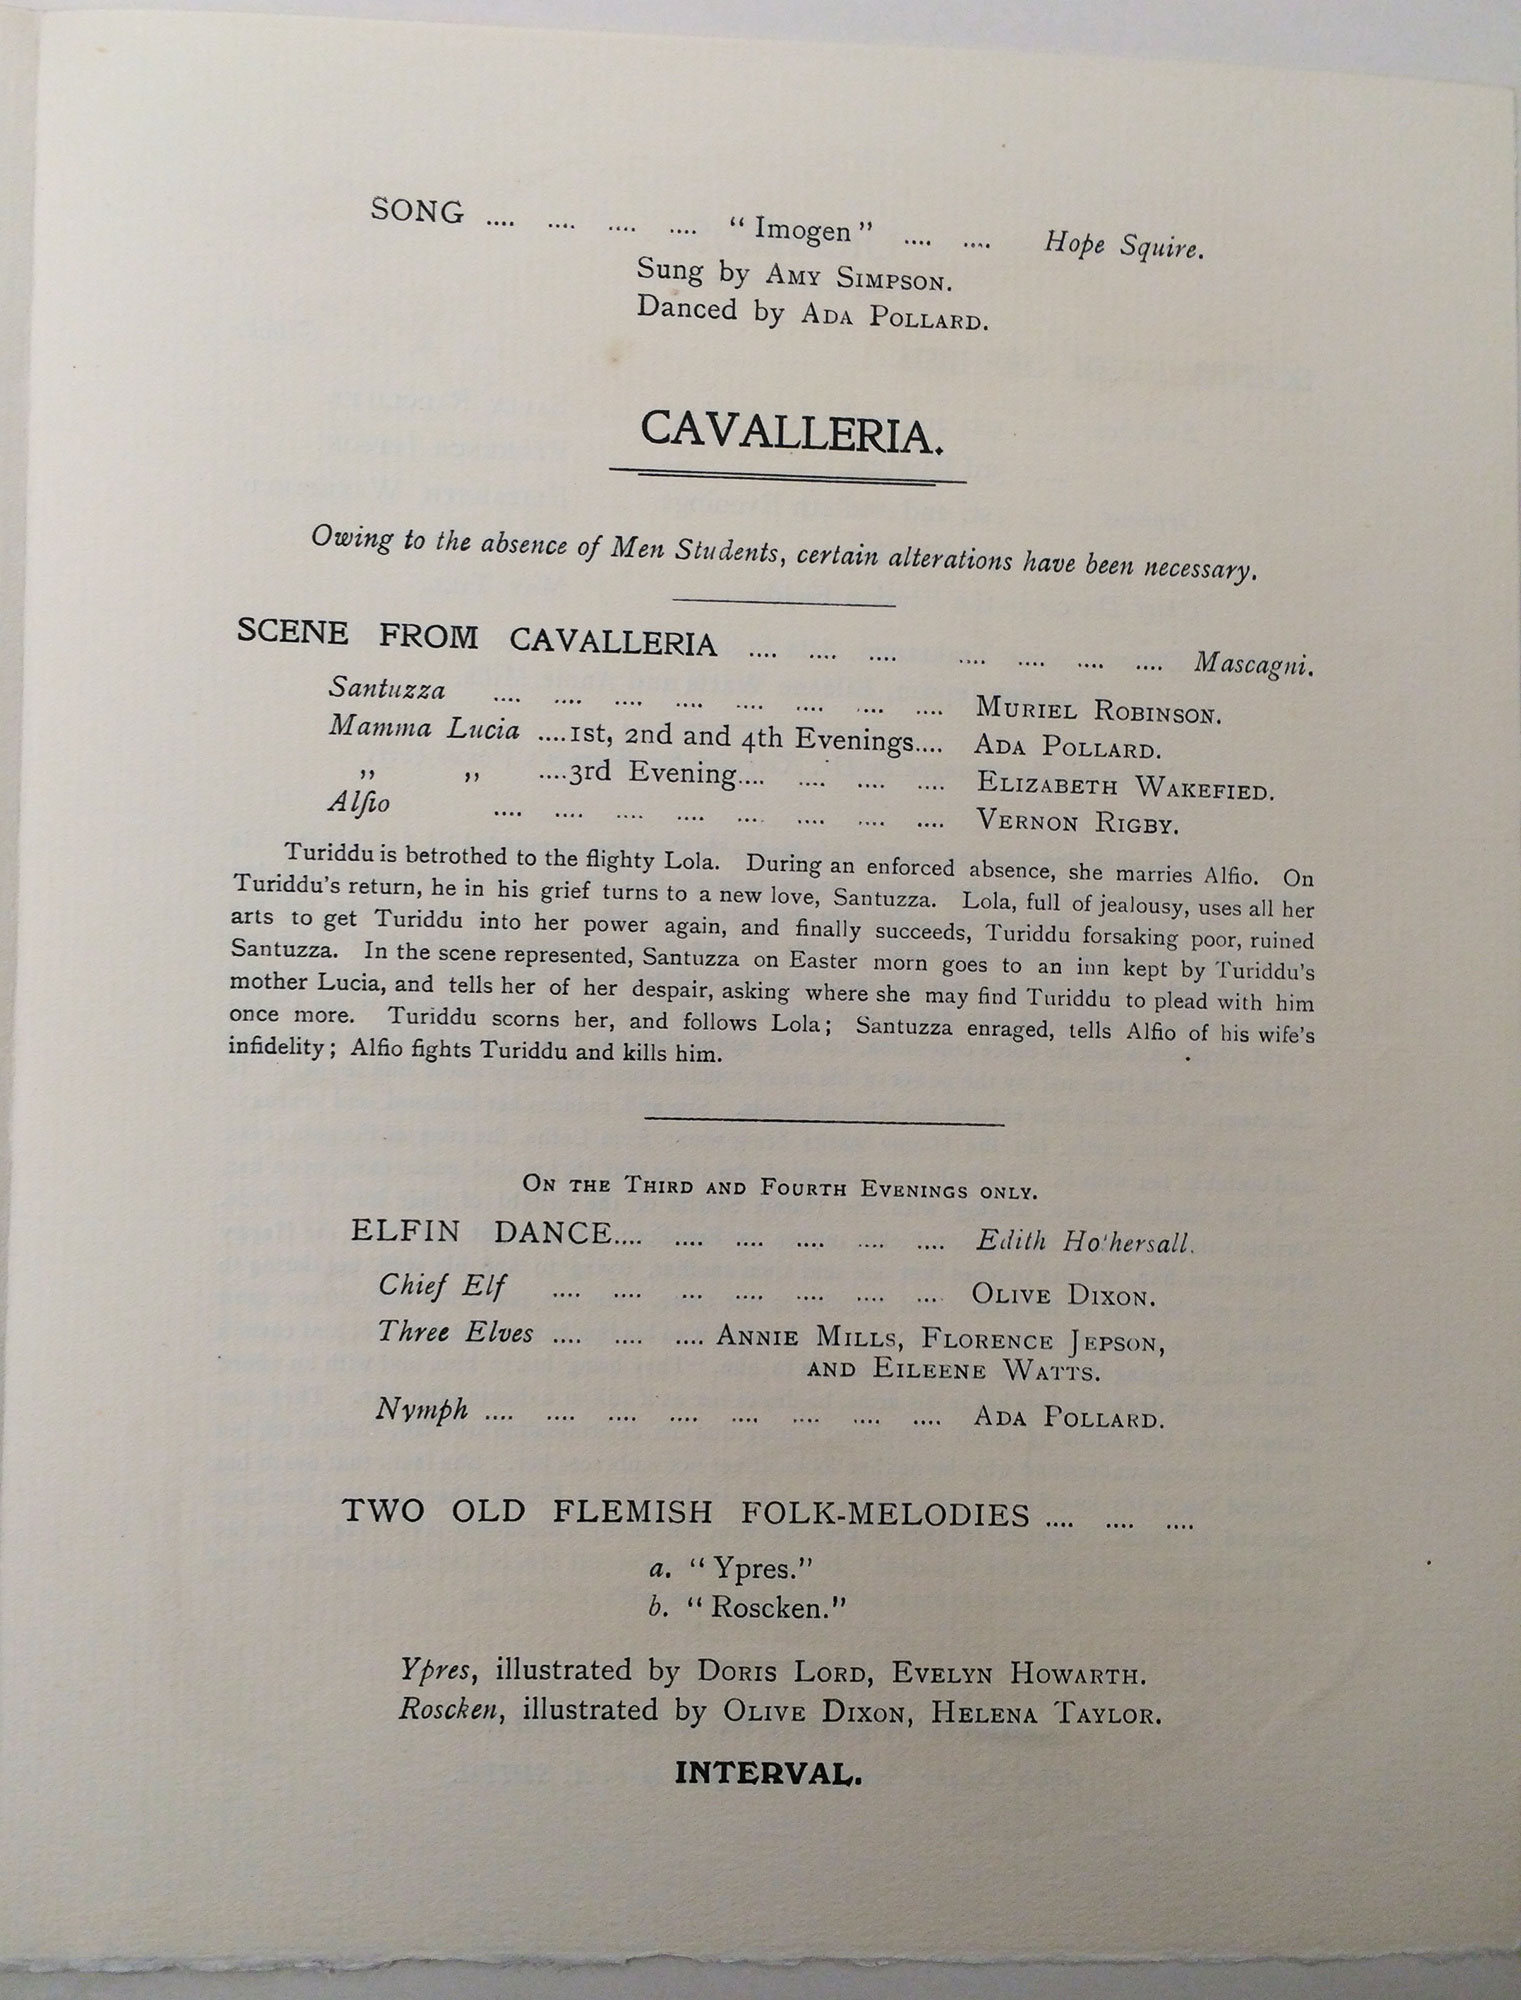 SONG .... .... .... .... "Imogen" .... .... Hope Squire.
Sung by AMY SIMPSON.
Danced by ADA POLLARD.
CAVALLERIA.
Owing to the absence of Men Students, certain alterations have been necessary.
SCENE FROM CAVALLERIA .... .... .... .... .... .... .... Mascagni.
Santuzza .... .... .... .... .... .... .... .... MURIEL ROBINSON.
Mamma Lucia ....1st, 2nd and 4th Evenings.... ADA POLLARD.
,, ,, ....3rd Evening.... .... .... .... ELIZABETH WAKEFIED.
Alfio .... .... .... .... .... .... .... .... VERNON RIGBY.
Turiddu is betrothed to the flighty Lola. During an enforced absence, she marries Alfio. On
Turiddu's return, he in his grief turns to a new love, Santuzza. Lola, full of jealousy, uses all her
arts to get Turiddu into her power again, and finally succeeds, Turiddu forsaking poor, ruined
Santuzza. In the scene represented, Santuzza on Easter morn goes to an inn kept by Turiddu's
mother Lucia, and tells her of her despair, asking where she may find Turiddu to plead with him
once more. Turiddu scorns her, and follows Lola; Santuzza enraged, tells Alfio of his wife's
infidelity; Alfio fights Turiddu and kills him.
ON THE THIRD AND FOURTH EVENINGS ONLY.
ELFIN DANCE.... .... .... .... .... .... Edith Ho'hersall.
Chief Elf .... .... ... .... .... .... ... OLIVE DIXON.
Three Elves .... .... .... ANNIE MILLS, FLORENCE JEPSON,
AND EILEENE WATTS.
Nymph .... .... .... .... .... .... .... .... ADA POLLARD.
TWO OLD FLEMISH FOLK-MELODIES .... .... ....
a. "Ypres."
b. "Roscken."
Ypres, illustrated by DORIS LORD, EVELYN HOWARTH.
Roscken, illustrated by OLIVE DIXON, HELENA TAYLOR.
INTERVAL.